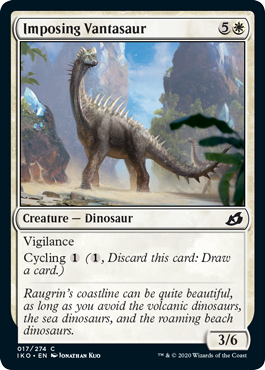 Imposing Vantasaur 5
Creature — Dinosaur
Vigilance
Cycling 1 (1, Discard this card: Draw
a card.)
Raugrin's coastline can be quite beautiful,
as long as you avoid the volcanic dinosaurs,
the sea dinosaurs, and the roaming beach
dinosaurs.
3/6
017/274 C
IKO • EN Jonathan Kuo
™ & © 2020 Wizards of the Coast